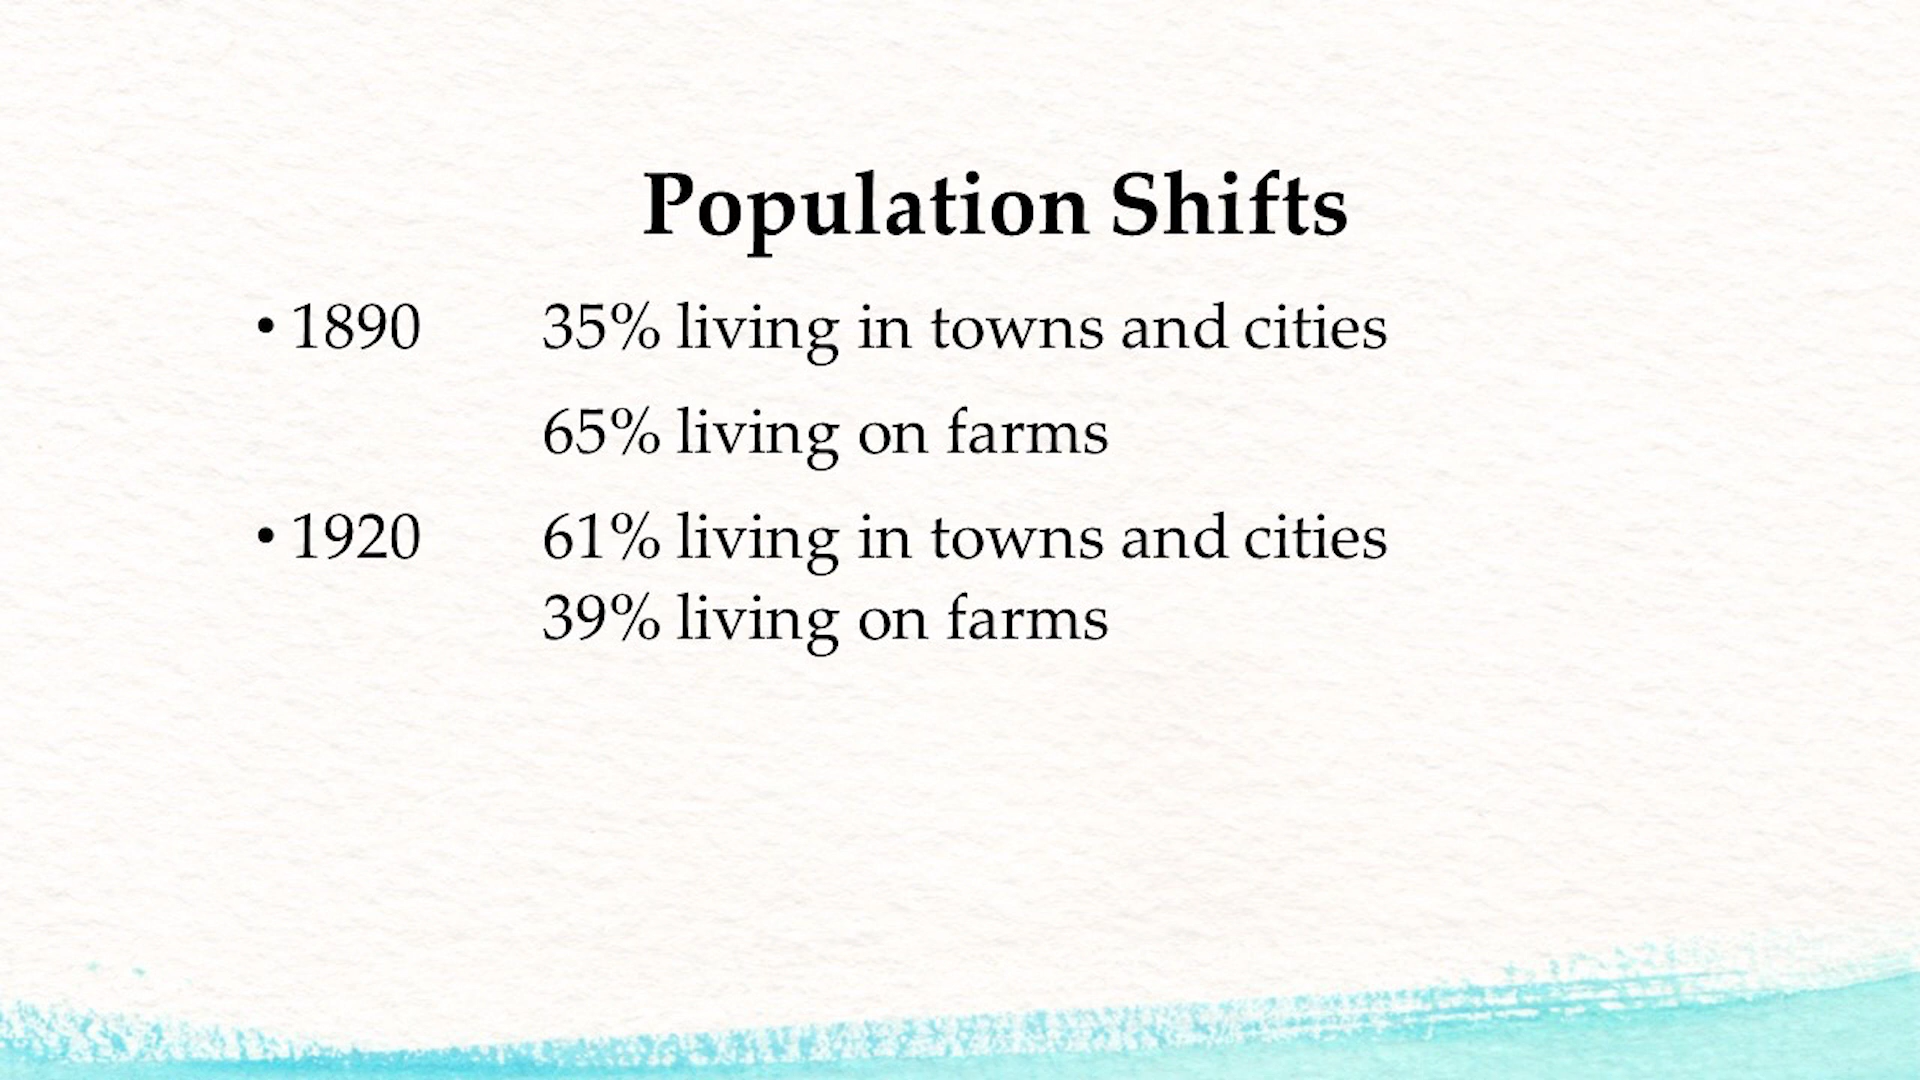 Population Shifts
• 1890 35% living in towns and cities
65% living on farms
• 1920 61% living in towns and cities
39% living on farms